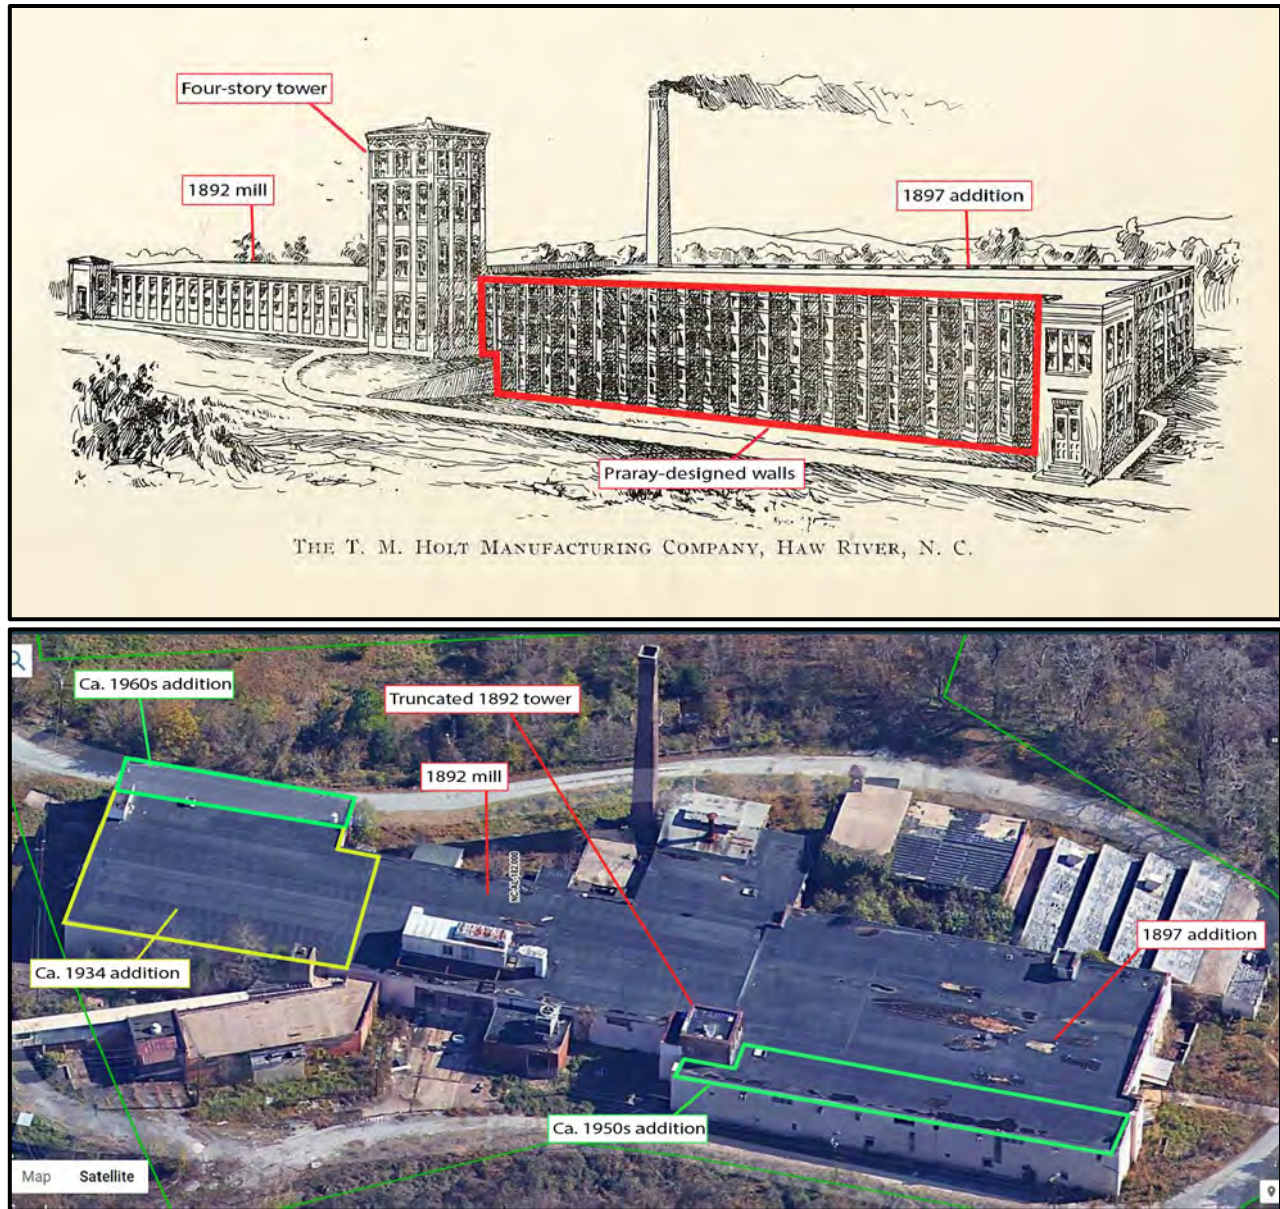 Four-story tower
1892 mill
1897 addition
Praray-designed walls
THE T. M. HOLT MANUFACTURING COMPANY, HAW RIVER, N. C.
Ca. 1960s addition
Truncated 1892 tower
1892 mill
1897 addition
Ca. 1934 addition
Ca. 1950s addition
Map Satellite